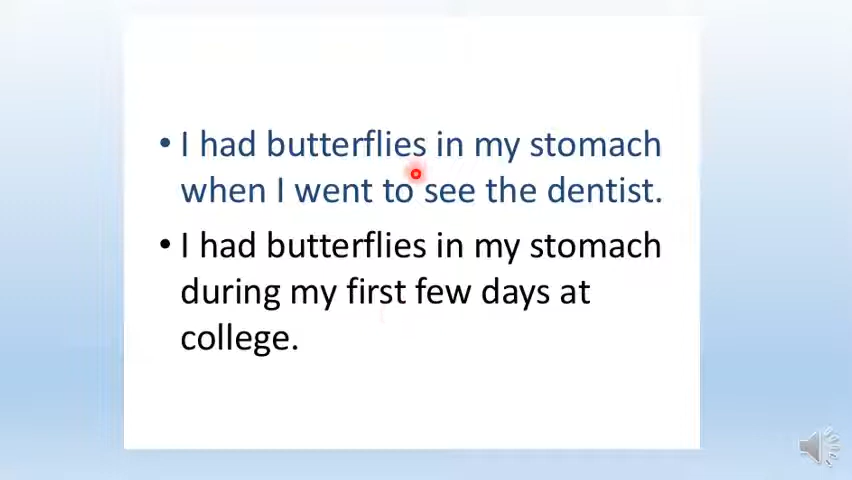 • I had butterflies in my stomach
when I went to see the dentist.
• I had butterflies in my stomach
during my first few days at
college.